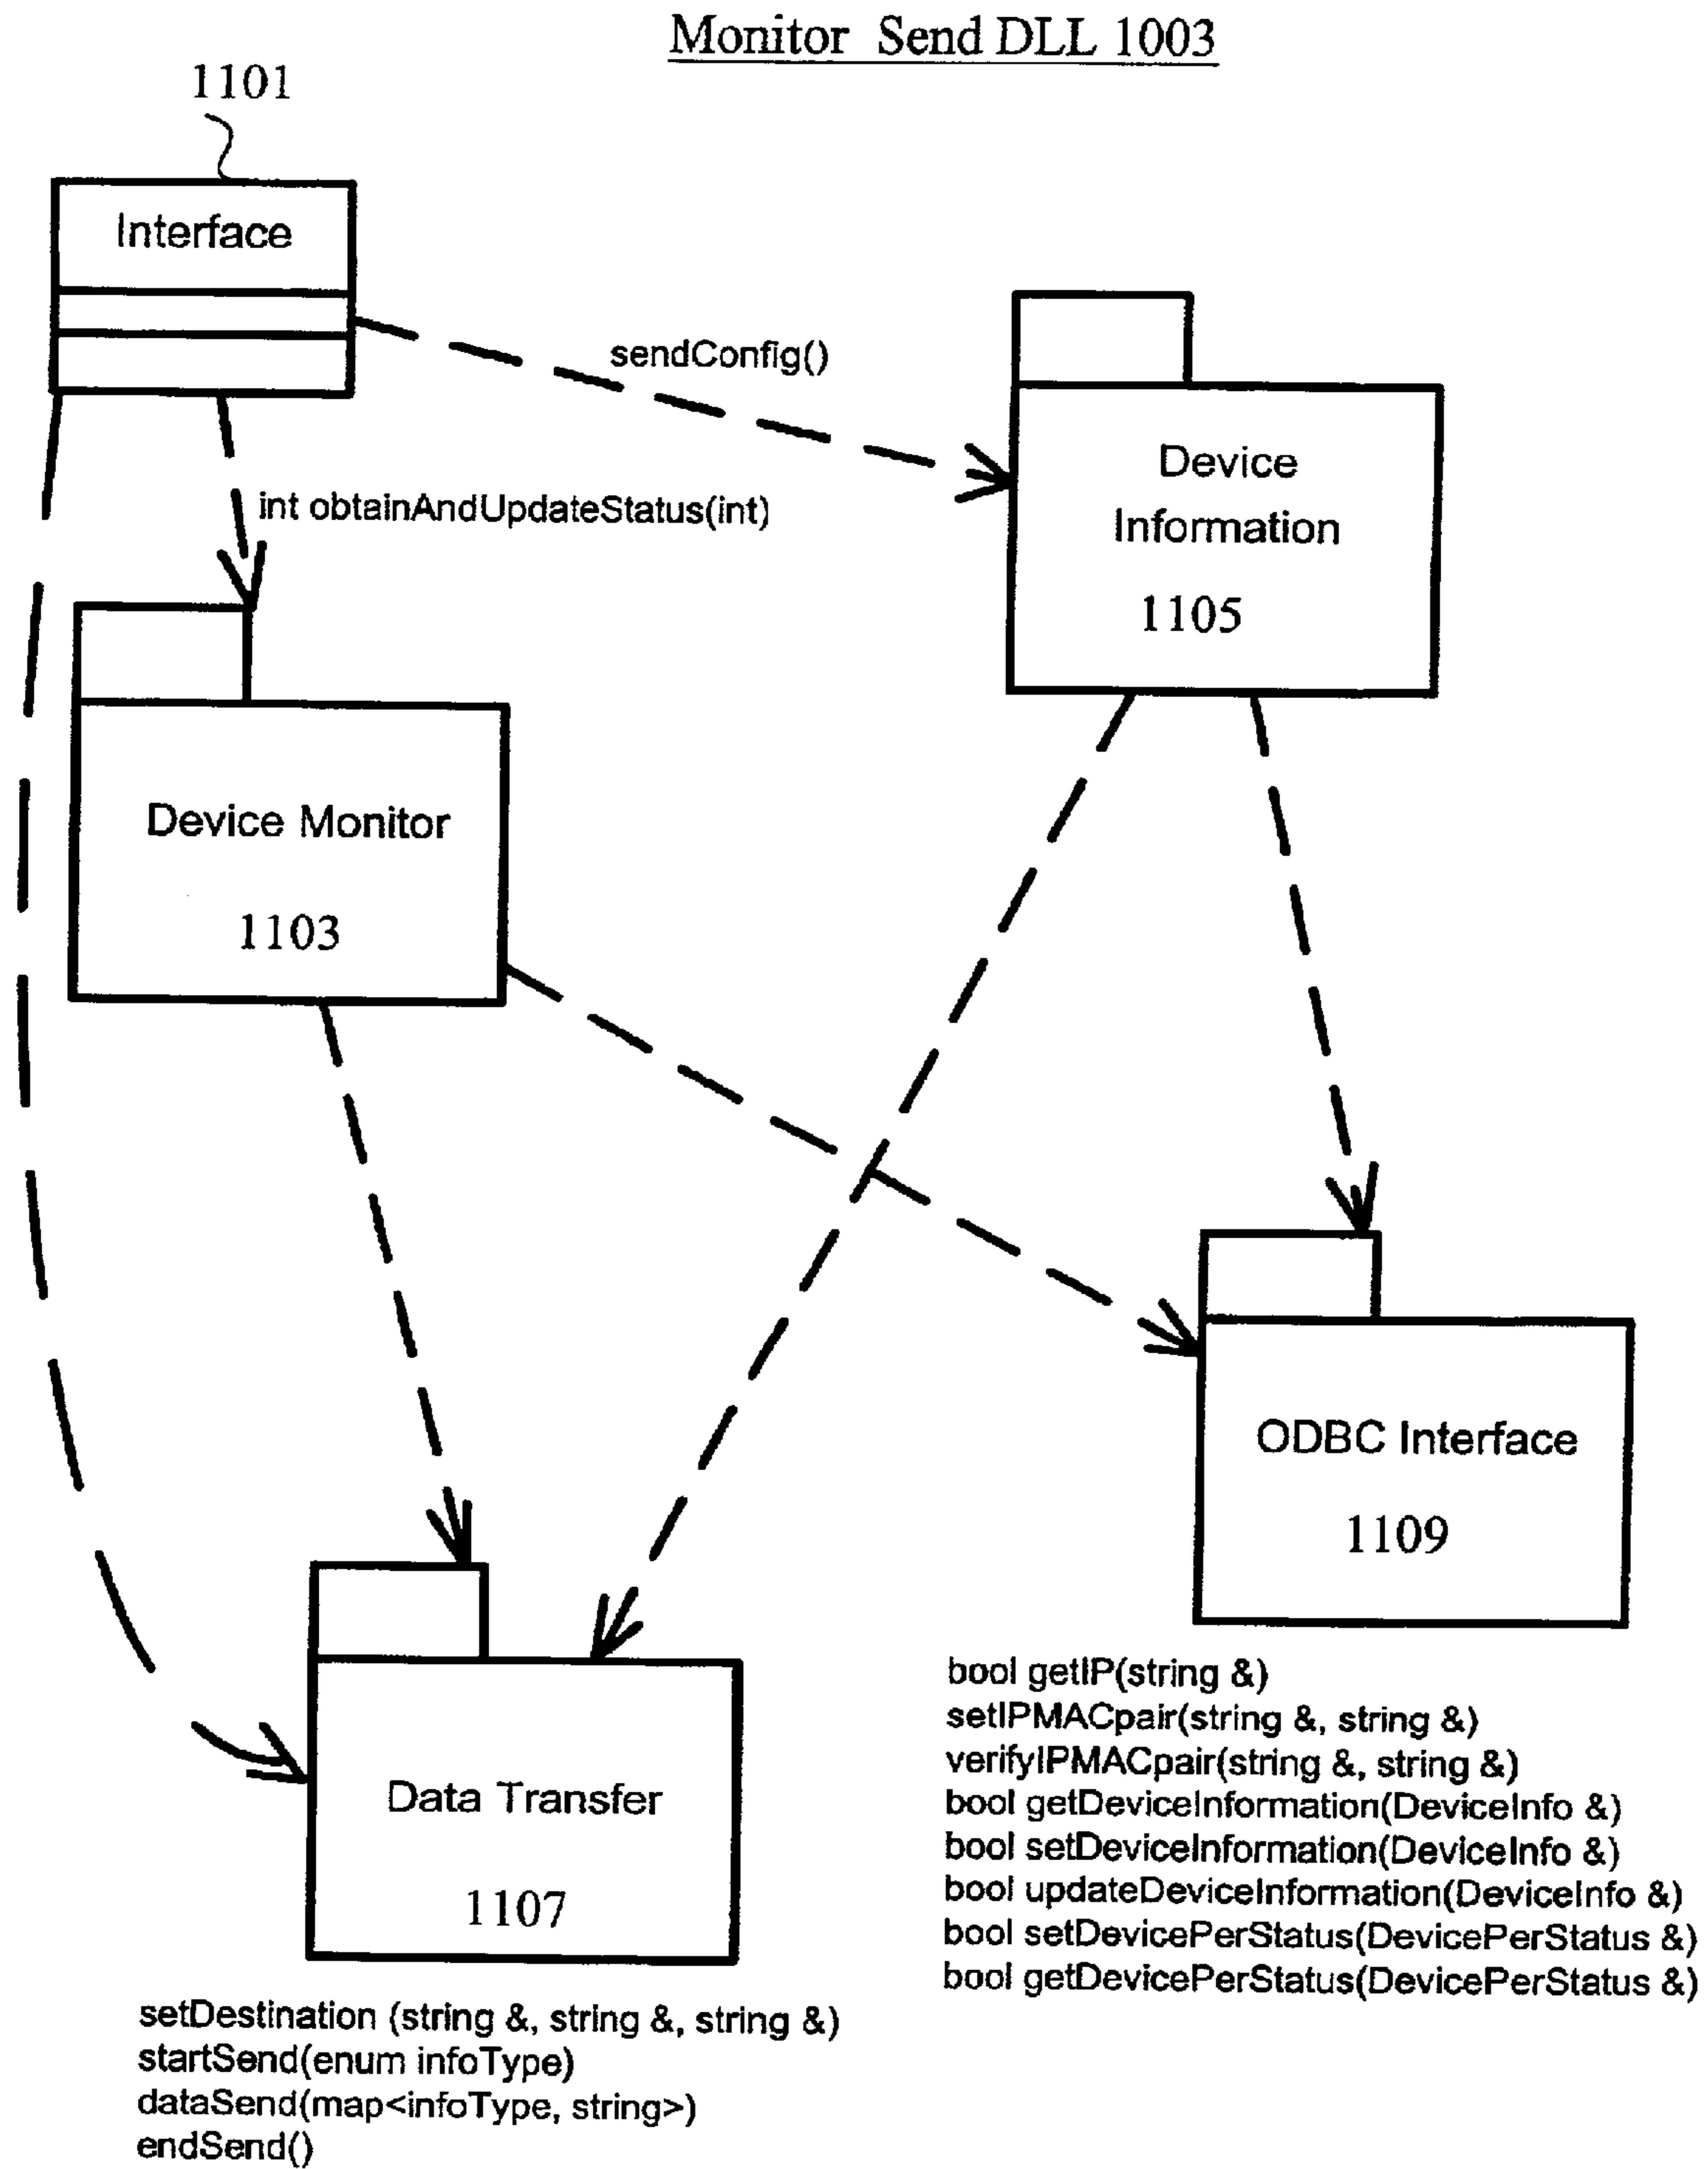 Monitor Send DLL 1003
1101
Interface
sendConfig()
int obtainAndUpdateStatus(int)
Device
Information
1105
Device Monitor
1103
ODBC Interface
1109
Data Transfer
1107
bool getIP(string &)
setIPMACpair(string &, string &)
verifyIPMACpair(string &, string &)
bool getDeviceInformation(DeviceInfo &)
bool setDeviceInformation(DeviceInfo &)
bool updateDeviceInformation(DeviceInfo &)
bool setDevicePerStatus(DevicePerStatus &)
bool getDevicePerStatus(DevicePerStatus &)
setDestination (string &, string &, string &)
startSend(enum infoType)
dataSend(map<infoType, string>)
endSend()